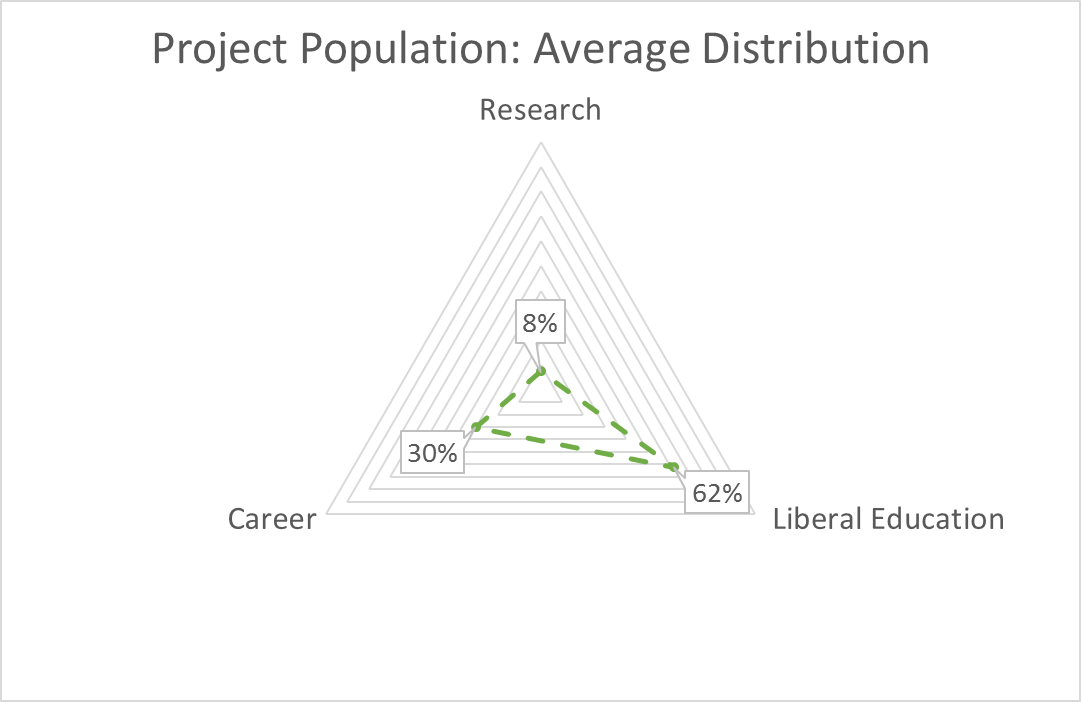 Project Population: Average Distribution
Research
8%
30%
62%
Career
Liberal Education